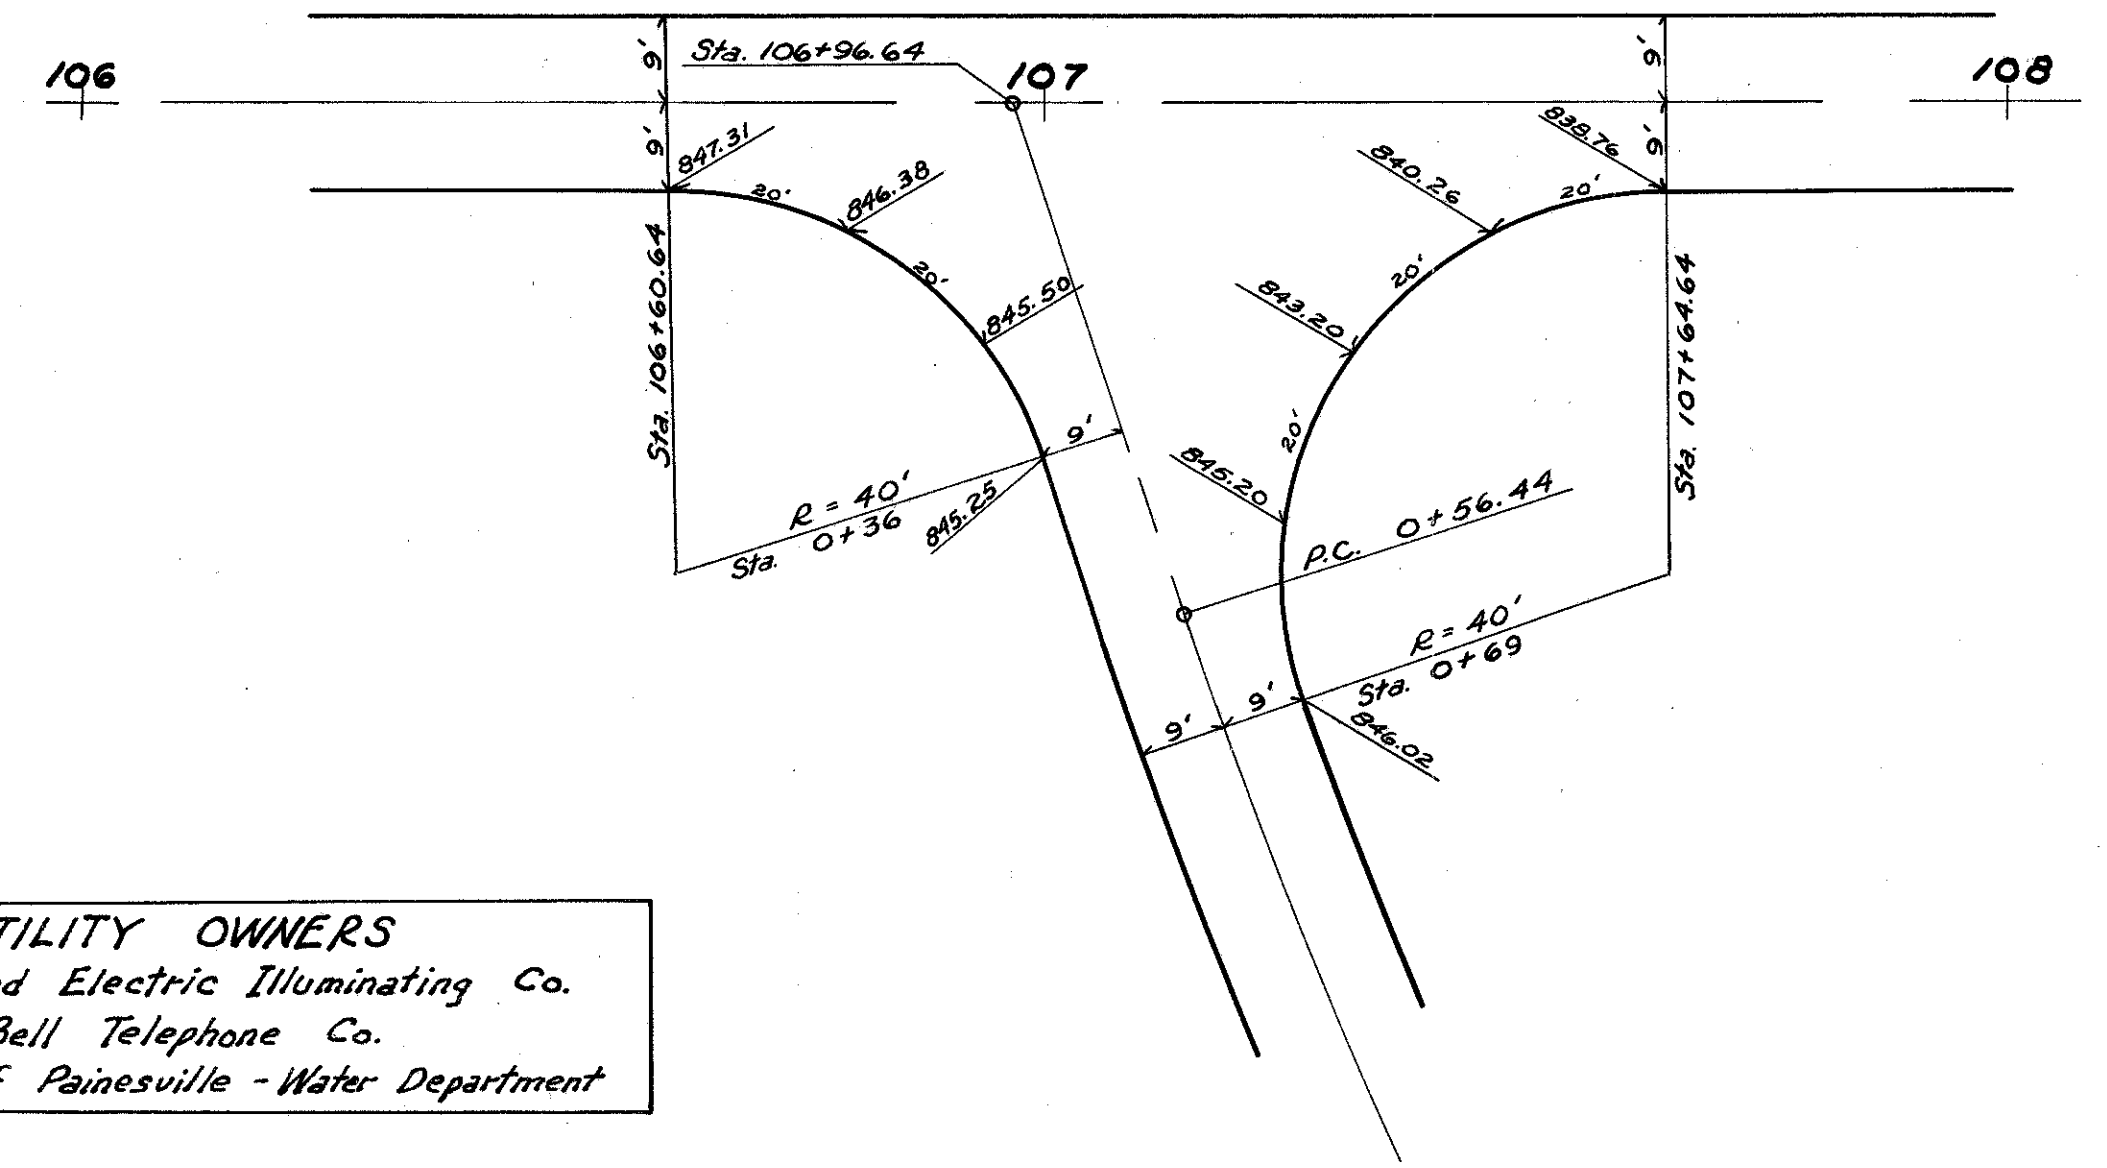 106
9'
Sta. 106+96.64
107
9'
108
9'
847.31
20'
846.38
20'
845.50
Sta. 106+60.64
9'
R = 40'
Sta. 0+36
845.25
838.76
9'
20'
840.26
20'
843.20
20'
845.20
Sta. 107+64.64
P.C. 0+56.44
R = 40'
Sta. 0+69
9'
9'
846.02
TILITY OWNERS
d Electric Illuminating Co.
Bell Telephone Co.
f Painesville - Water Department